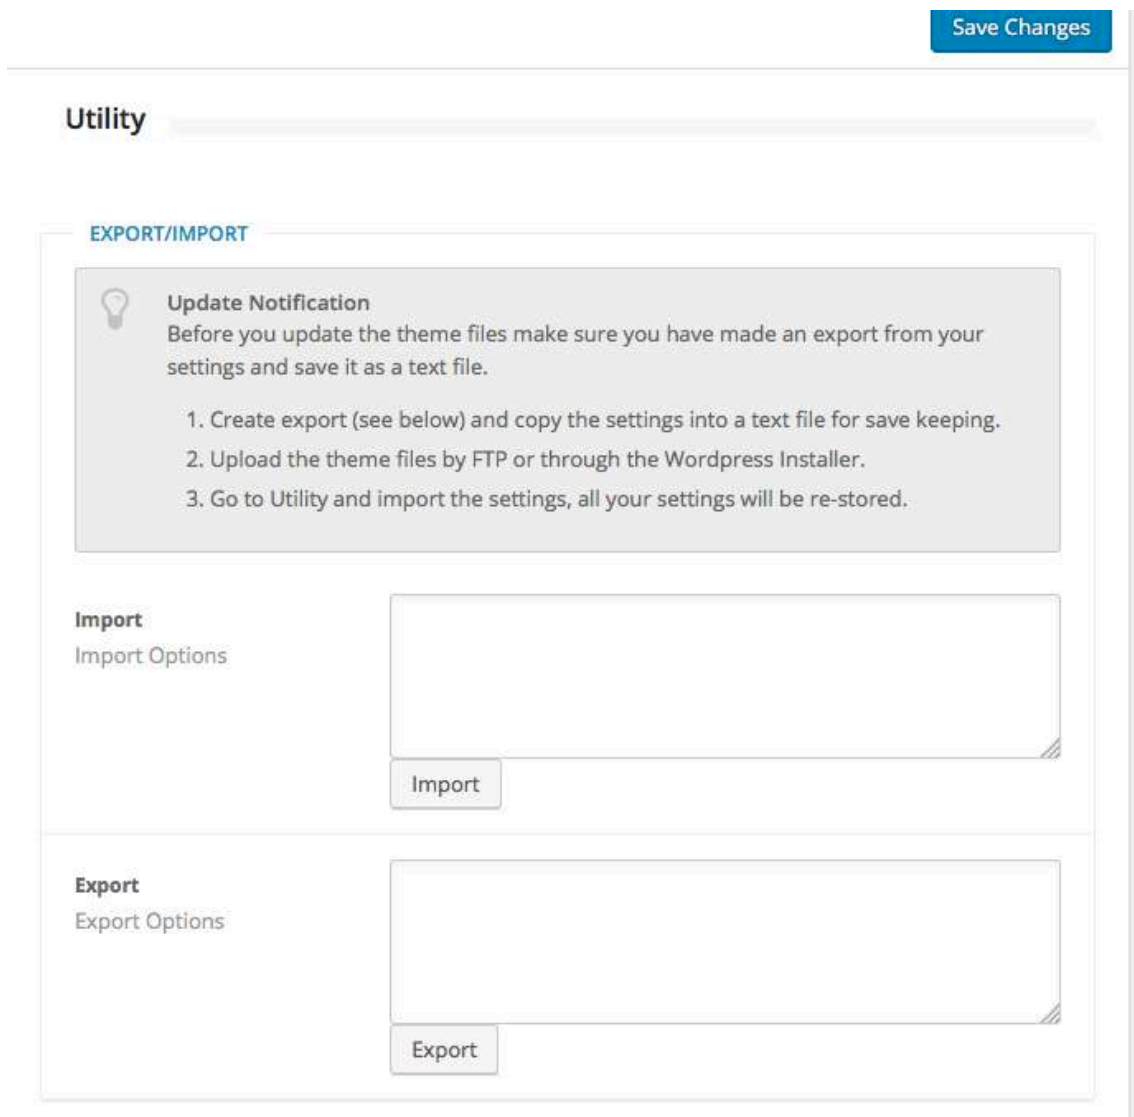 Save Changes
Utility
EXPORT/IMPORT
Update Notification
Before you update the theme files make sure you have made an export from your
settings and save it as a text file.
1. Create export (see below) and copy the settings into a text file for save keeping.
2. Upload the theme files by FTP or through the Wordpress Installer.
3. Go to Utility and import the settings, all your settings will be re-stored.
Import
Import Options
Import
Export
Export Options
Export